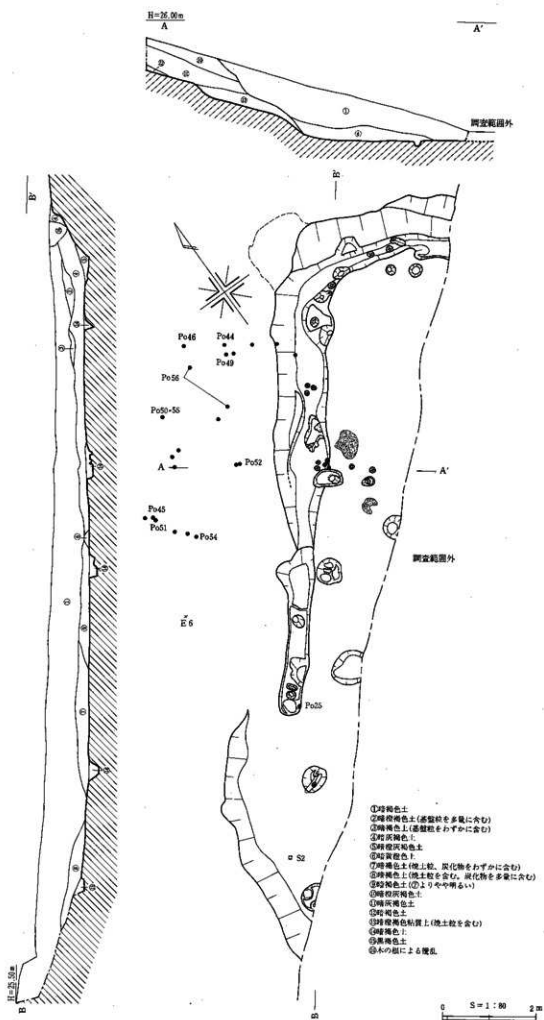 H=26.00m
A
A'
①
④
調査範囲外
B'
B'
Po46
Po44
Po49
Po56
Po50-55
A
Po52
A'
Po45
Po51
Po54
調査範囲外
E6
Po25
S2
①暗褐色土
②暗橙褐色土(基盤粒を多量に含む)
③暗褐色土(基盤粒をわずかに含む)
④暗灰褐色土
⑤暗橙灰褐色土
⑥暗黄橙色土
⑦暗褐色土(焼土粒、炭化物をわずかに含む)
⑧暗褐色土(焼土粒を含む。炭化物を多量に含む)
⑨暗褐色土(⑦よりやや明るい)
⑩暗橙灰褐色土
⑪暗灰褐色土
⑫暗褐色土
⑬暗橙褐色粘質土(焼土粒を含む)
⑭暗褐色土
⑮黒褐色土
⑯木の根による攪乱
H=25.50m
B
B
S=1:80
0 2m